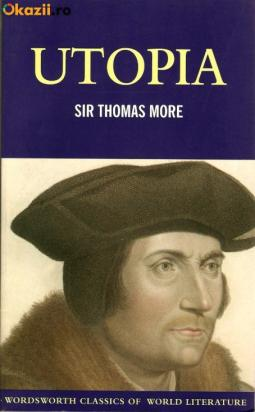 Okazii.ro
UTOPIA
SIR THOMAS MORE
WORDSWORTH CLASSICS OF WORLD LITERATURE